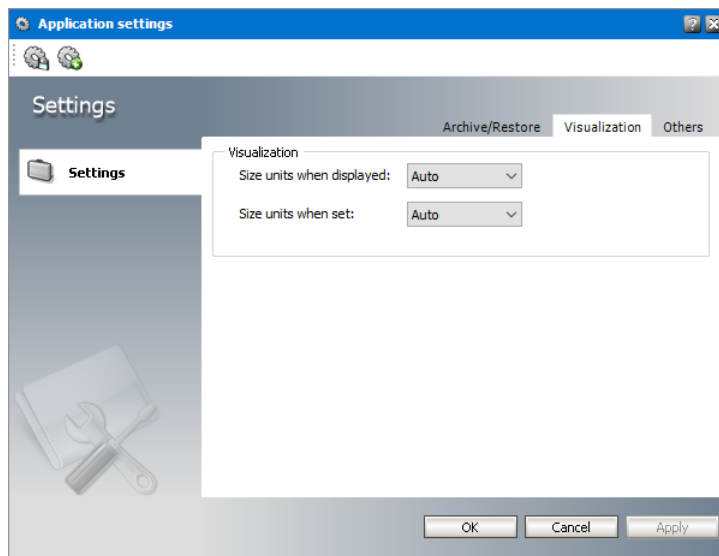 Application settings
Settings
Archive/Restore Visualization Others
Settings
Visualization
Size units when displayed: Auto
Size units when set: Auto
OK Cancel Apply